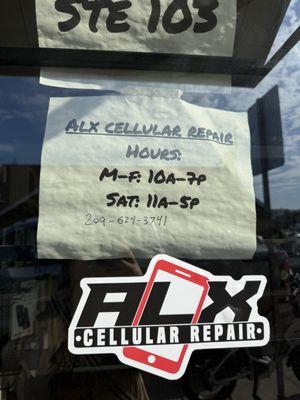 STE 103
ALX CELLULAR REPAIR
HOURS:
M-F: 10A-7P
SAT: 11A-5P
209-624-3741
ALX
•CELLULAR REPAIR•